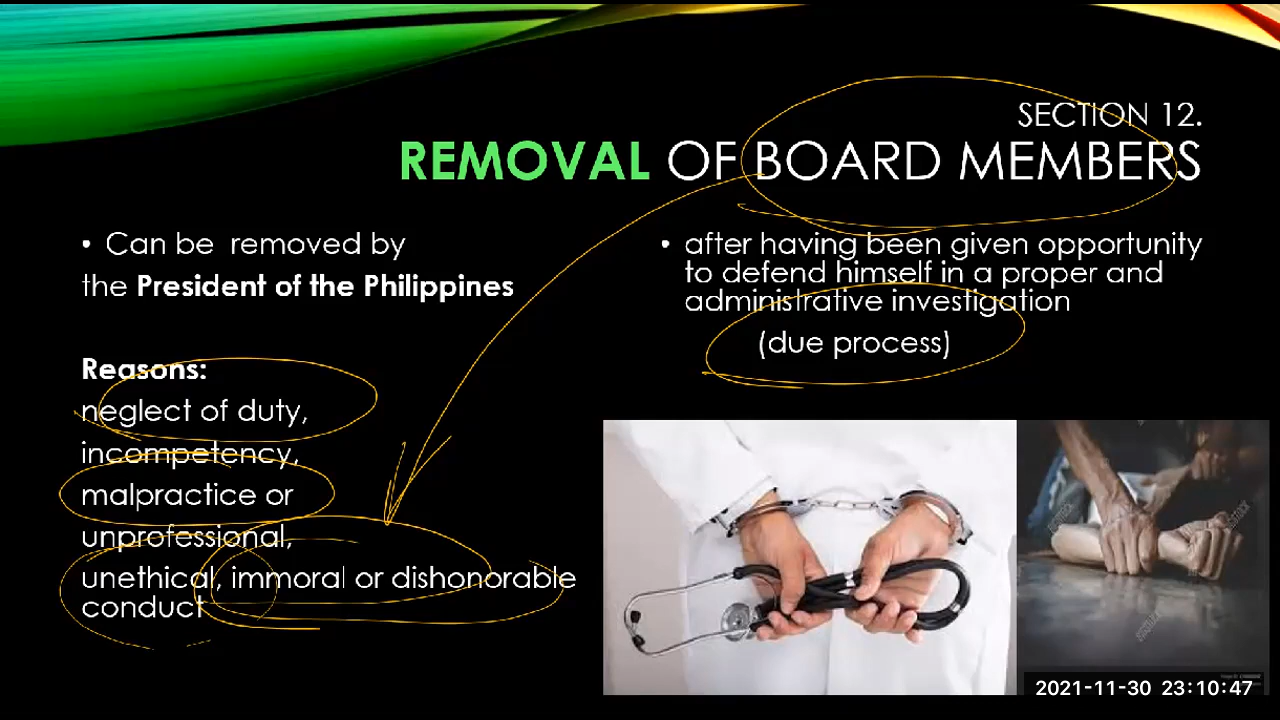 SECTION 12.
REMOVAL OF BOARD MEMBERS
• Can be removed by
the President of the Philippines
Reasons:
neglect of duty,
incompetency,
malpractice or
unprofessional,
unethical, immoral or dishonorable
conduct
• after having been given opportunity
to defend himself in a proper and
administrative investigation
(due process)
2021-11-30 23:10:47